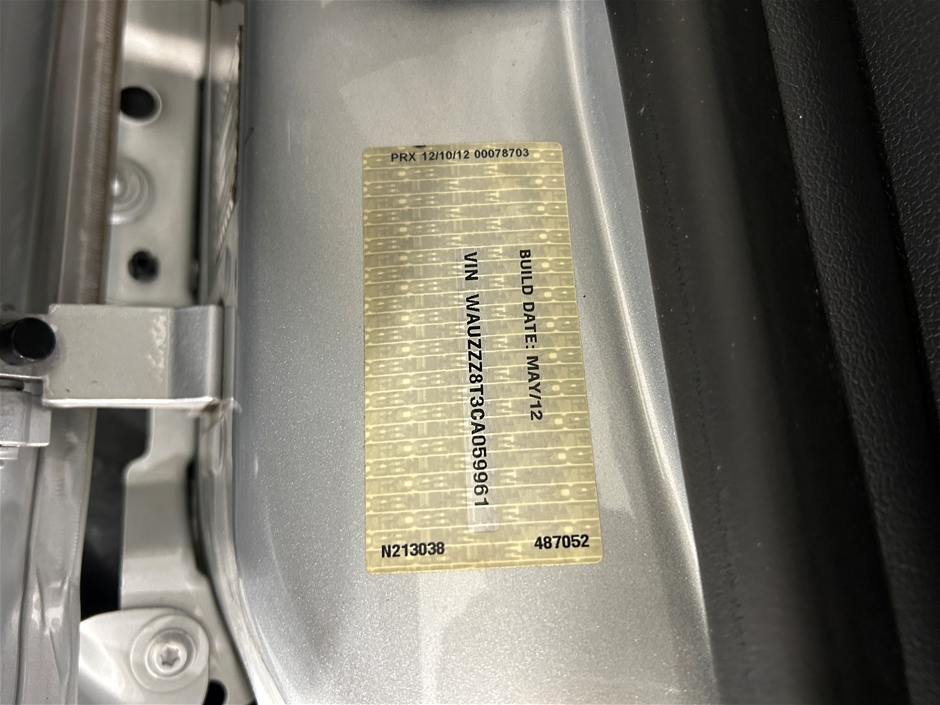 PRX 12/10/12 00078703
BUILD DATE: MAY/12
VIN WAUZZZ8T3CA059961
N213038
487052